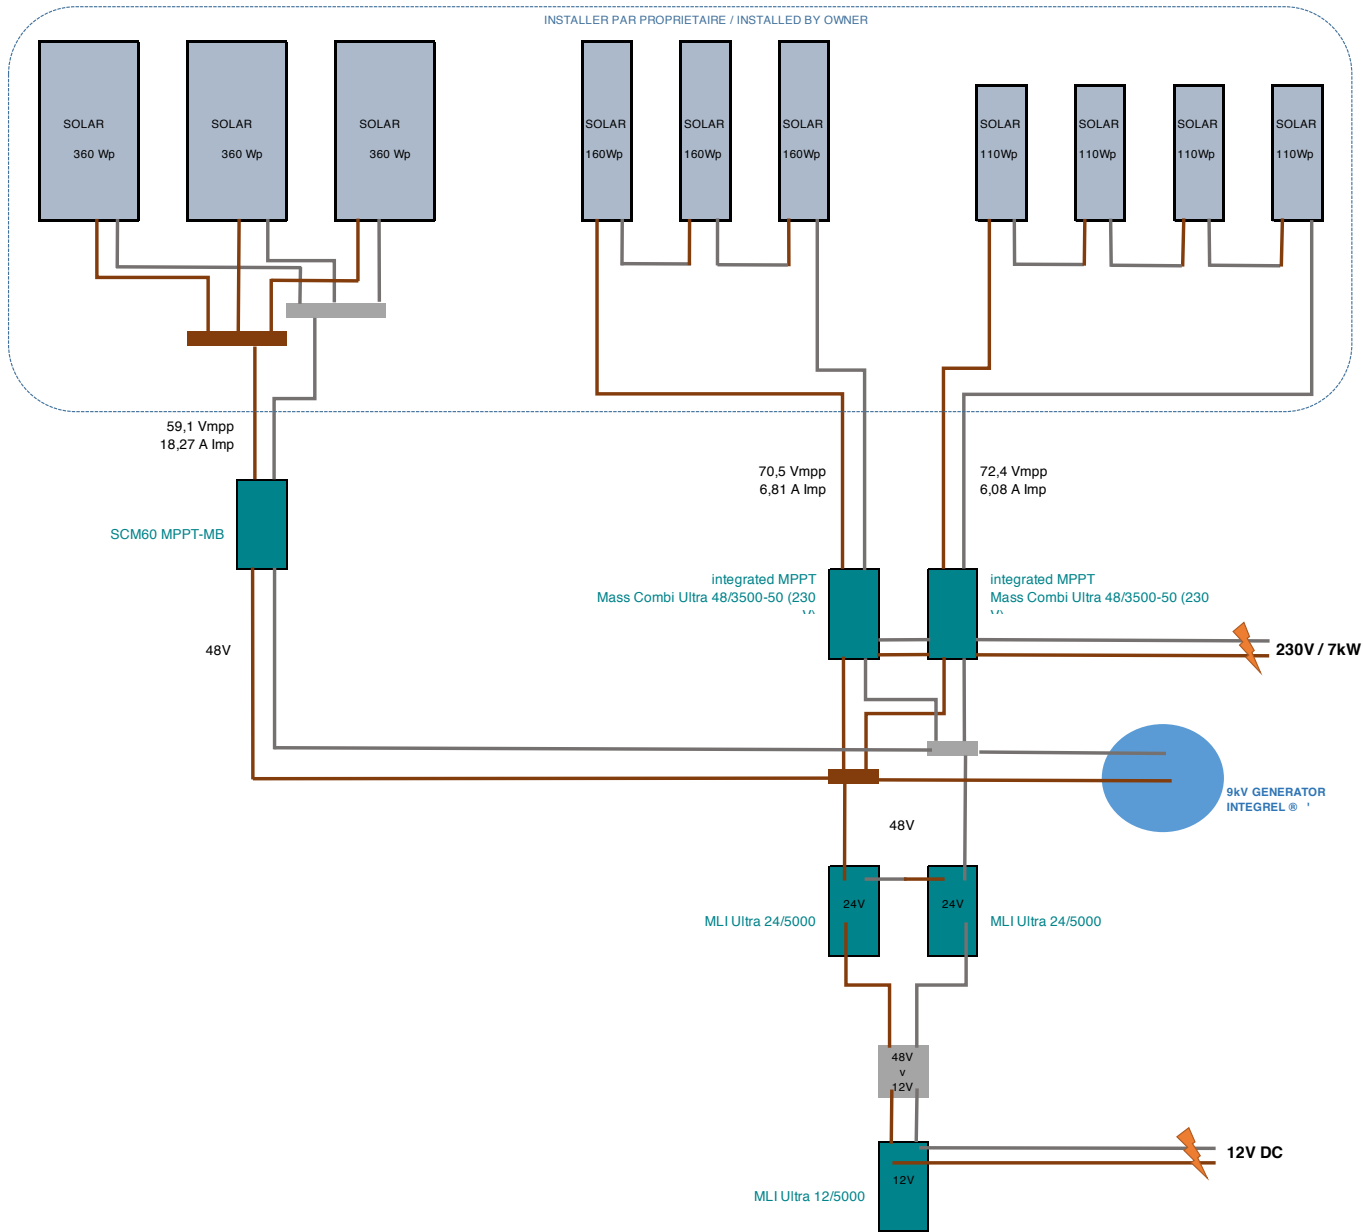 INSTALLER PAR PROPRIETAIRE / INSTALLED BY OWNER
SOLAR
360 Wp
SOLAR
360 Wp
SOLAR
360 Wp
SOLAR
160Wp
SOLAR
160Wp
SOLAR
160Wp
SOLAR
110Wp
SOLAR
110Wp
SOLAR
110Wp
SOLAR
110Wp
59,1 Vmpp
18,27 A Imp
70,5 Vmpp
6,81 A Imp
72,4 Vmpp
6,08 A Imp
SCM60 MPPT-MB
integrated MPPT
Mass Combi Ultra 48/3500-50 (230
V)
integrated MPPT
Mass Combi Ultra 48/3500-50 (230
V)
48V
230V / 7kW
9kV GENERATOR
INTEGREL ® '
48V
24V
24V
MLI Ultra 24/5000
MLI Ultra 24/5000
48V
v
12V
12V DC
12V
MLI Ultra 12/5000